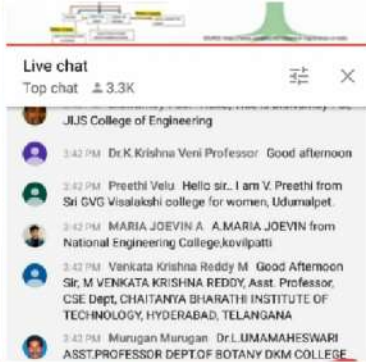 Live chat
Top chat 3.3K
JIJS College of Engineering
3:42 PM Dr.K.Krishna Veni Professor Good afternoon
3:42 PM Preethi Velu Hello sir.. I am V. Preethi from
Sri GVG Visalakshi college for women, Udumalpet.
3:42 PM MARIA JOEVIN A A.MARIA JOEVIN from
National Engineering College,kovilpatti
3:42 PM Venkata Krishna Reddy M Good Afternoon
Sir, M VENKATA KRISHNA REDDY, Asst. Professor,
CSE Dept, CHAITANYA BHARATHI INSTITUTE OF
TECHNOLOGY, HYDERABAD, TELANGANA
3:42 PM Murugan Murugan Dr.L.UMAMAHESWARI
ASST.PROFESSOR DEPT.OF BOTANY DKM COLLEGE